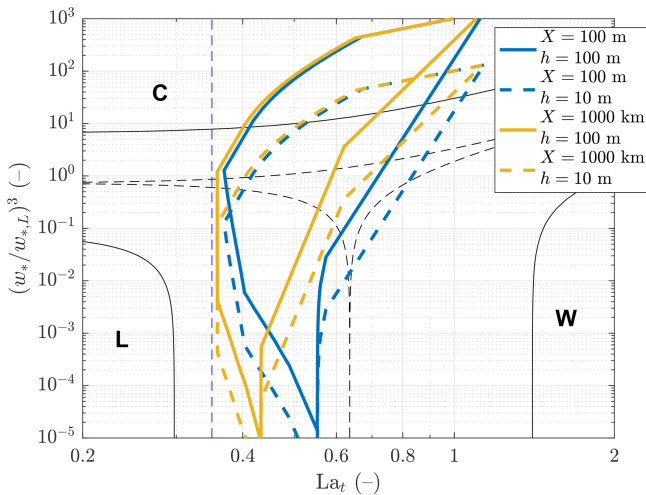 10^3
10^2
10^1
10^0
10^-1
10^-2
10^-3
10^-4
10^-5
(w_*/w_{*,L})^3 (–)
C
L
W
X = 100 m
h = 100 m
X = 100 m
h = 10 m
X = 1000 km
h = 100 m
X = 1000 km
h = 10 m
0.2
0.4
0.6
0.8
1
2
La_t (–)